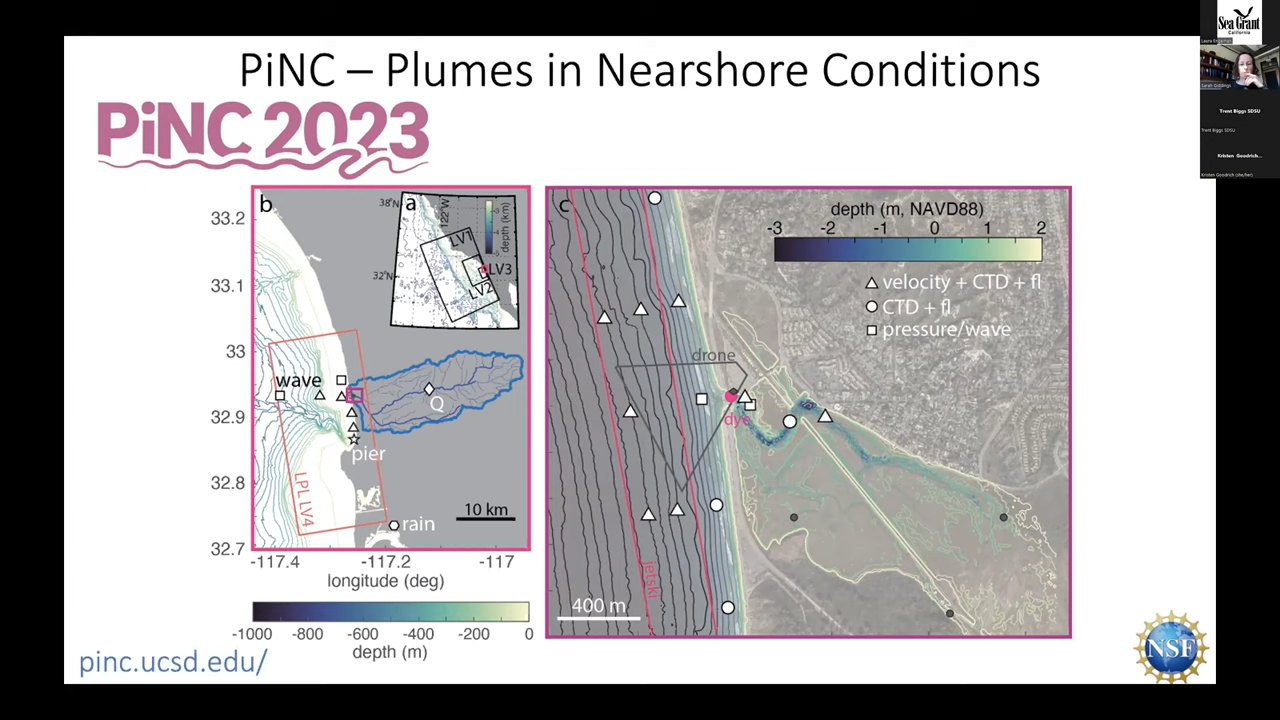 PiNC – Plumes in Nearshore Conditions
PiNC 2023
b
a
38°N
122°W
32°N
LV1
LV2
LV3
depth (km)
33.2
33.1
33
32.9
32.8
32.7
wave
Q
pier
LPL LV4
10 km
rain
-117.4
-117.2
-117
longitude (deg)
-1000
-800
-600
-400
-200
0
depth (m)
c
depth (m, NAVD88)
-3
-2
-1
0
1
2
velocity + CTD + fl
CTD + fl
pressure/wave
drone
dye
jetski
400 m
pinc.ucsd.edu/
NSF
Sea Grant
California
Laura Engeman
Sarah Giddings
Trent Biggs SDSU
Trent Biggs SDSU
Kristen Goodrich...
Kristen Goodrich (she/her)